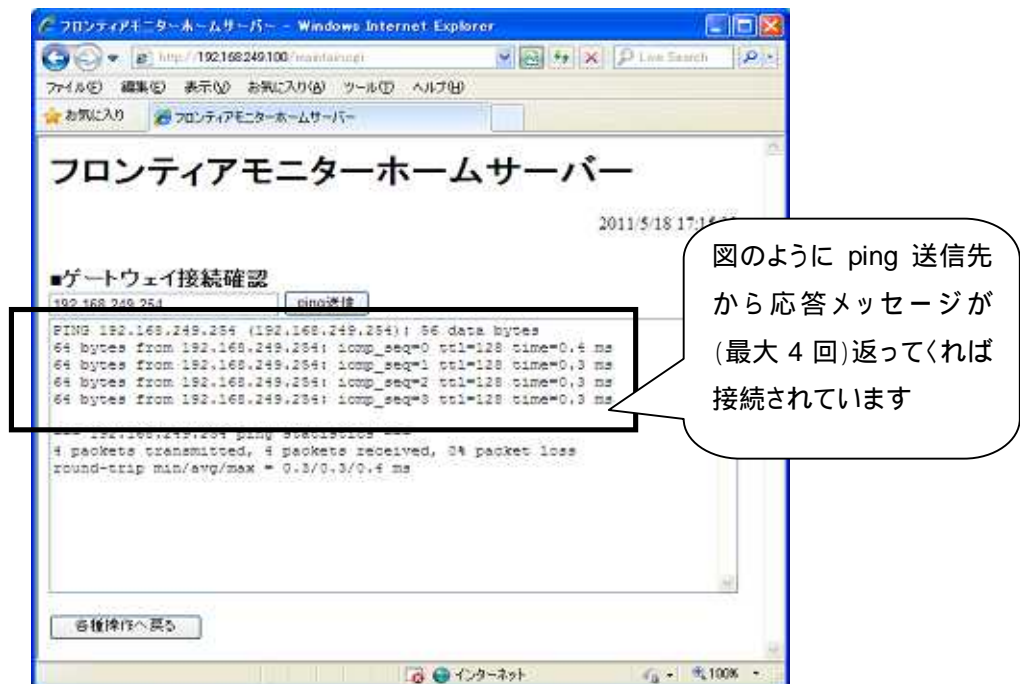 フロンティアモニターホームサーバー - Windows Internet Explorer
http://192.168.249.100/maintain.cgi
Live Search
ファイル(F) 編集(E) 表示(V) お気に入り(A) ツール(T) ヘルプ(H)
お気に入り フロンティアモニターホームサーバー
フロンティアモニターホームサーバー
2011/5/18 17:15
■ゲートウェイ接続確認
192.168.249.254 ping送信
PING 192.168.249.254 (192.168.249.254): 56 data bytes
64 bytes from 192.168.249.254: icmp_seq=0 ttl=128 time=0.4 ms
64 bytes from 192.168.249.254: icmp_seq=1 ttl=128 time=0.3 ms
64 bytes from 192.168.249.254: icmp_seq=2 ttl=128 time=0.3 ms
64 bytes from 192.168.249.254: icmp_seq=3 ttl=128 time=0.3 ms
--- 192.168.249.254 ping statistics ---
4 packets transmitted, 4 packets received, 0% packet loss
round-trip min/avg/max = 0.3/0.3/0.4 ms
各種操作へ戻る
インターネット
100%
図のように ping 送信先
から応答メッセージが
(最大 4 回)返ってくれば
接続されています